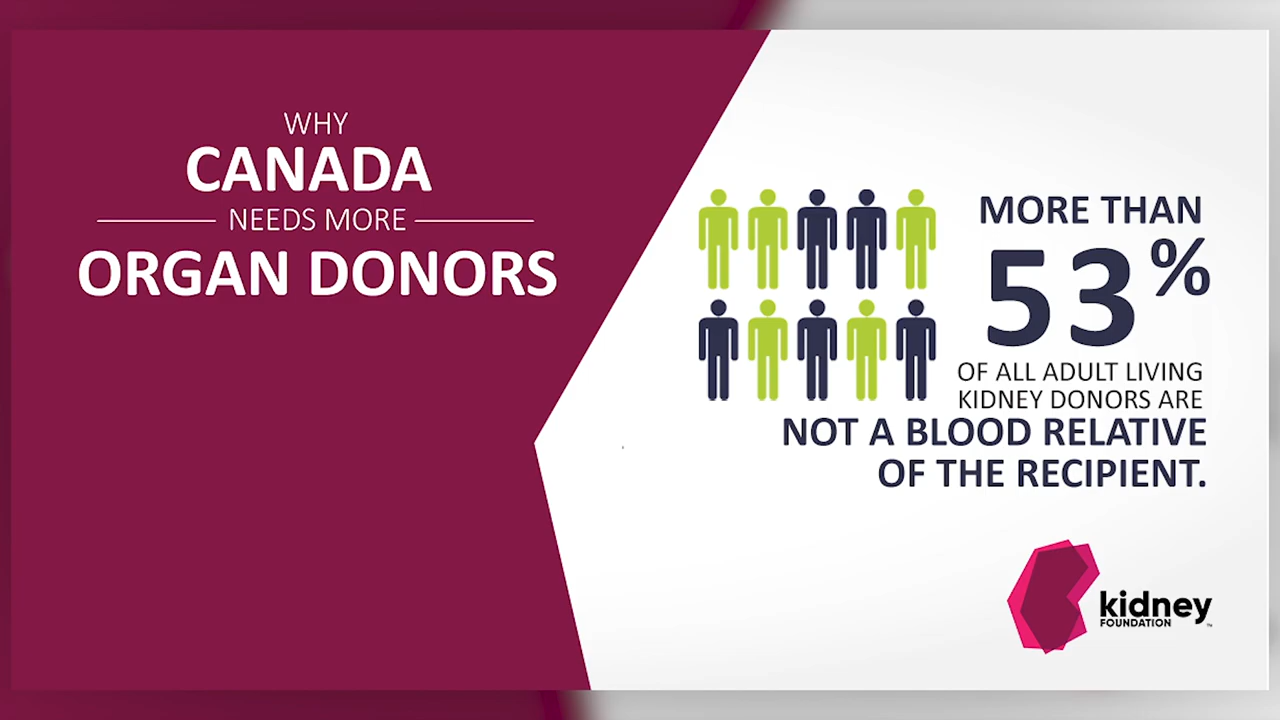 WHY
CANADA
NEEDS MORE
ORGAN DONORS
MORE THAN
53%
OF ALL ADULT LIVING
KIDNEY DONORS ARE
NOT A BLOOD RELATIVE
OF THE RECIPIENT.
kidney
FOUNDATION
™